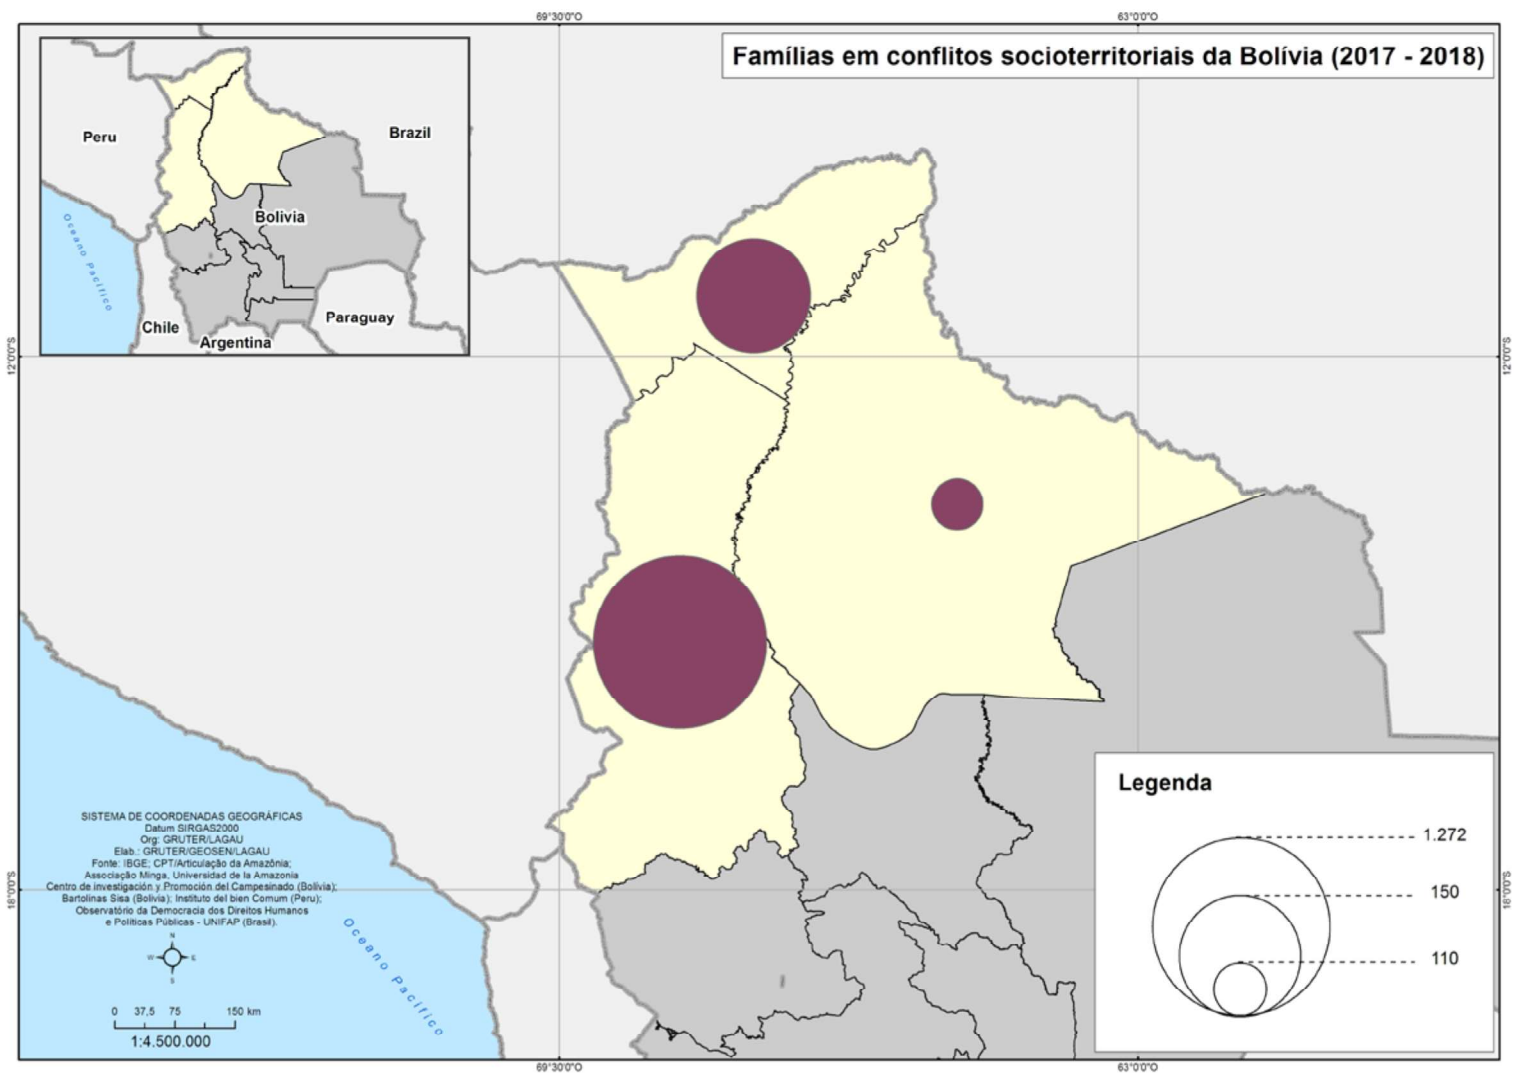 69°30'0"O
63°0'0"O
Famílias em conflitos socioterritoriais da Bolívia (2017 - 2018)
Peru
Brazil
Bolivia
Oceano Pacífico
Chile
Argentina
Paraguay
12°0'0"S
12°0'0"S
Legenda
1.272
150
110
SISTEMA DE COORDENADAS GEOGRÁFICAS
Datum SIRGAS2000
Org: GRUTER/LAGAU
Elab.: GRUTER/GEOSEN/LAGAU
Fonte: IBGE; CPT/Articulação da Amazônia;
Associação Minga, Universidad de la Amazonia
Centro de investigación y Promoción del Campesinado (Bolívia);
Bartolinas Sisa (Bolivia); Instituto del bien Comum (Peru);
Observatório da Democracia dos Direitos Humanos
e Políticas Públicas - UNIFAP (Brasil).
18°0'0"S
18°0'0"S
Oceano Pacífico
N
W
E
S
0 37,5 75 150 km
1:4.500.000
69°30'0"O
63°0'0"O